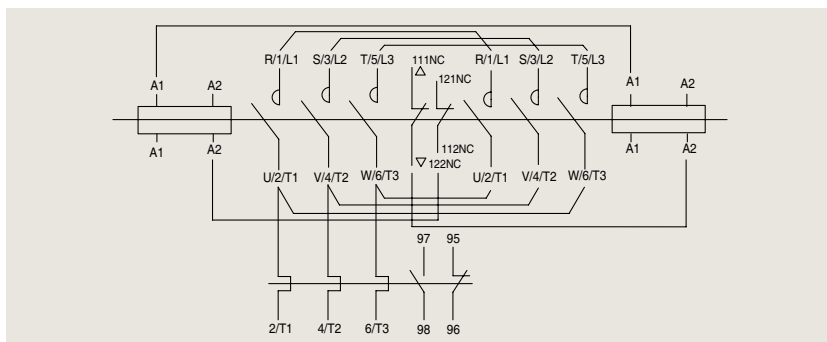 R/1/L1 S/3/L2 T/5/L3 111NC R/1/L1 S/3/L2 T/5/L3
A1 A2 121NC A1 A2
A1 A2 112NC A1 A2
122NC
U/2/T1 V/4/T2 W/6/T3 U/2/T1 V/4/T2 W/6/T3
97 95
2/T1 4/T2 6/T3 98 96